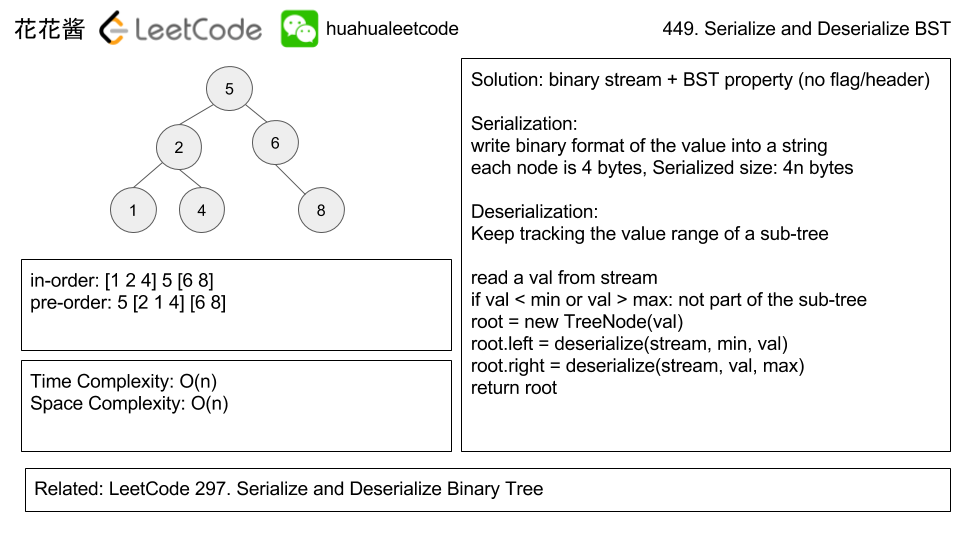 花花酱 LeetCode huahualeetcode 449. Serialize and Deserialize BST
5
2 6
1 4 8
in-order: [1 2 4] 5 [6 8]
pre-order: 5 [2 1 4] [6 8]
Time Complexity: O(n)
Space Complexity: O(n)
Solution: binary stream + BST property (no flag/header)
Serialization:
write binary format of the value into a string
each node is 4 bytes, Serialized size: 4n bytes
Deserialization:
Keep tracking the value range of a sub-tree
read a val from stream
if val < min or val > max: not part of the sub-tree
root = new TreeNode(val)
root.left = deserialize(stream, min, val)
root.right = deserialize(stream, val, max)
return root
Related: LeetCode 297. Serialize and Deserialize Binary Tree